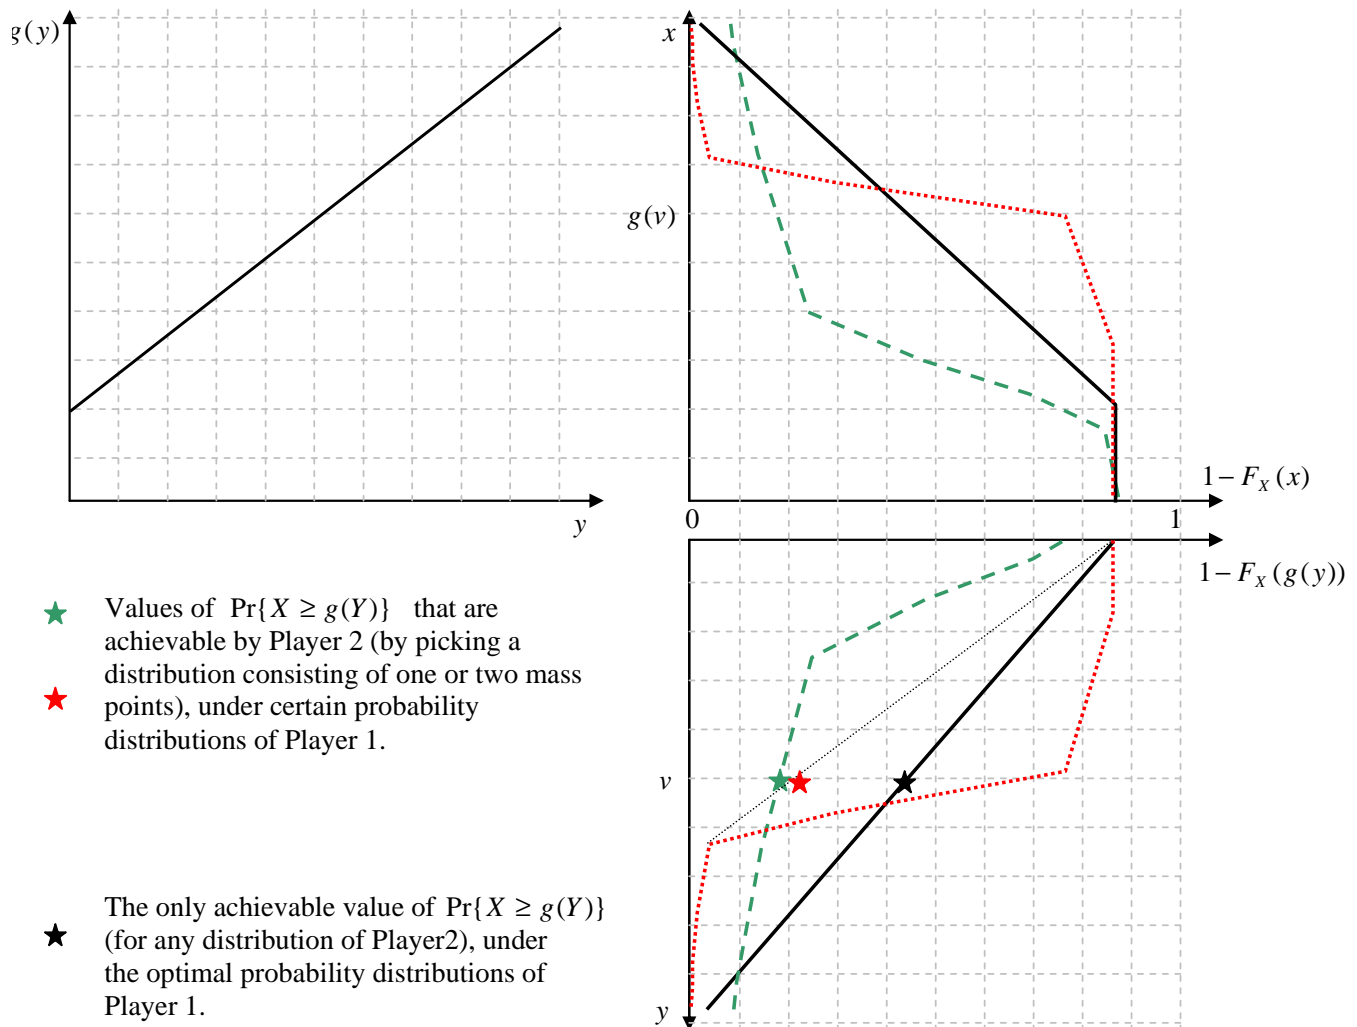 g(y)
x
g(v)
1 − F_X(x)
y
0
1
1 − F_X(g(y))
Values of Pr{X ≥ g(Y)} that are
achievable by Player 2 (by picking a
distribution consisting of one or two mass
points), under certain probability
distributions of Player 1.
v
The only achievable value of Pr{X ≥ g(Y)}
(for any distribution of Player2), under
the optimal probability distributions of
Player 1.
y